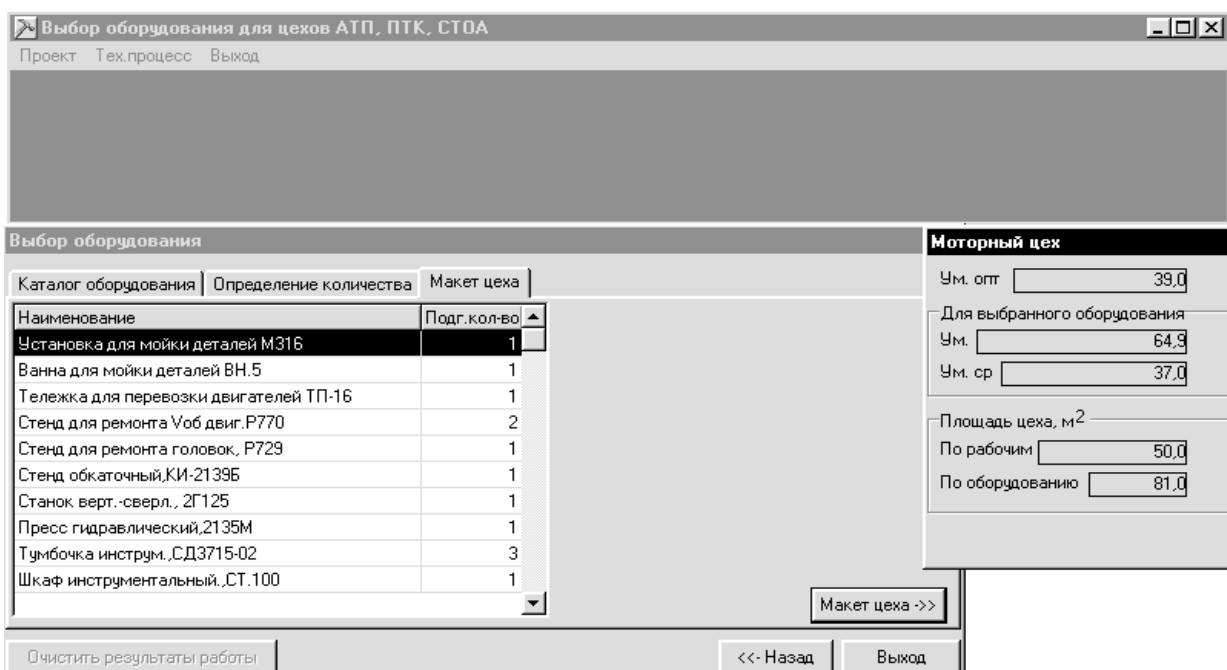 Выбор оборудования для цехов АТП, ПТК, СТОА
Проект Тех.процесс Выход
Выбор оборудования
Каталог оборудования Определение количества Макет цеха
Наименование Подг.кол-во
Установка для мойки деталей М316 1
Ванна для мойки деталей ВН.5 1
Тележка для перевозки двигателей ТП-16 1
Стенд для ремонта Vоб двиг.Р770 2
Стенд для ремонта головок, Р729 1
Стенд обкаточный,КИ-2139Б 1
Станок верт.-сверл., 2Г125 1
Пресс гидравлический,2135М 1
Тумбочка инструм.,СД3715-02 3
Шкаф инструментальный.,СТ.100 1
Макет цеха ->>
Очистить результаты работы <<- Назад Выход
Моторный цех
Ум. опт 39,0
Для выбранного оборудования
Ум. 64,9
Ум. ср 37,0
Площадь цеха, м2
По рабочим 50,0
По оборудованию 81,0